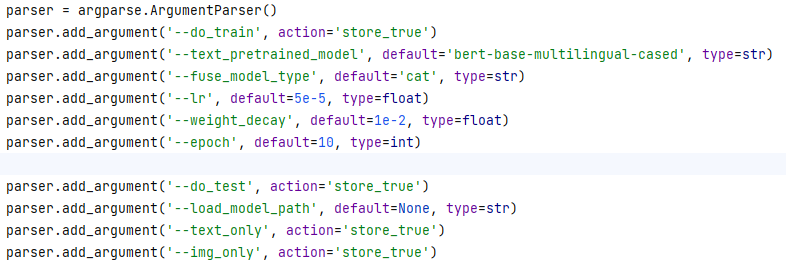 parser = argparse.ArgumentParser()
parser.add_argument('--do_train', action='store_true')
parser.add_argument('--text_pretrained_model', default='bert-base-multilingual-cased', type=str)
parser.add_argument('--fuse_model_type', default='cat', type=str)
parser.add_argument('--lr', default=5e-5, type=float)
parser.add_argument('--weight_decay', default=1e-2, type=float)
parser.add_argument('--epoch', default=10, type=int)

parser.add_argument('--do_test', action='store_true')
parser.add_argument('--load_model_path', default=None, type=str)
parser.add_argument('--text_only', action='store_true')
parser.add_argument('--img_only', action='store_true')